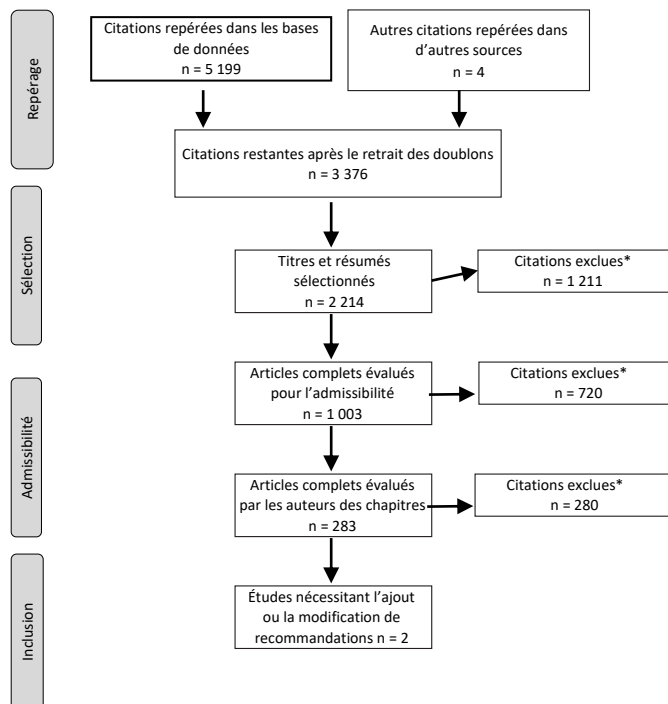 Repérage
Citations repérées dans les bases
de données
n = 5 199
Autres citations repérées dans
d’autres sources
n = 4
Citations restantes après le retrait des doublons
n = 3 376
Sélection
Titres et résumés
sélectionnés
n = 2 214
Citations exclues*
n = 1 211
Admissibilité
Articles complets évalués
pour l’admissibilité
n = 1 003
Citations exclues*
n = 720
Articles complets évalués
par les auteurs des chapitres
n = 283
Citations exclues*
n = 280
Inclusion
Études nécessitant l’ajout
ou la modification de
recommandations n = 2